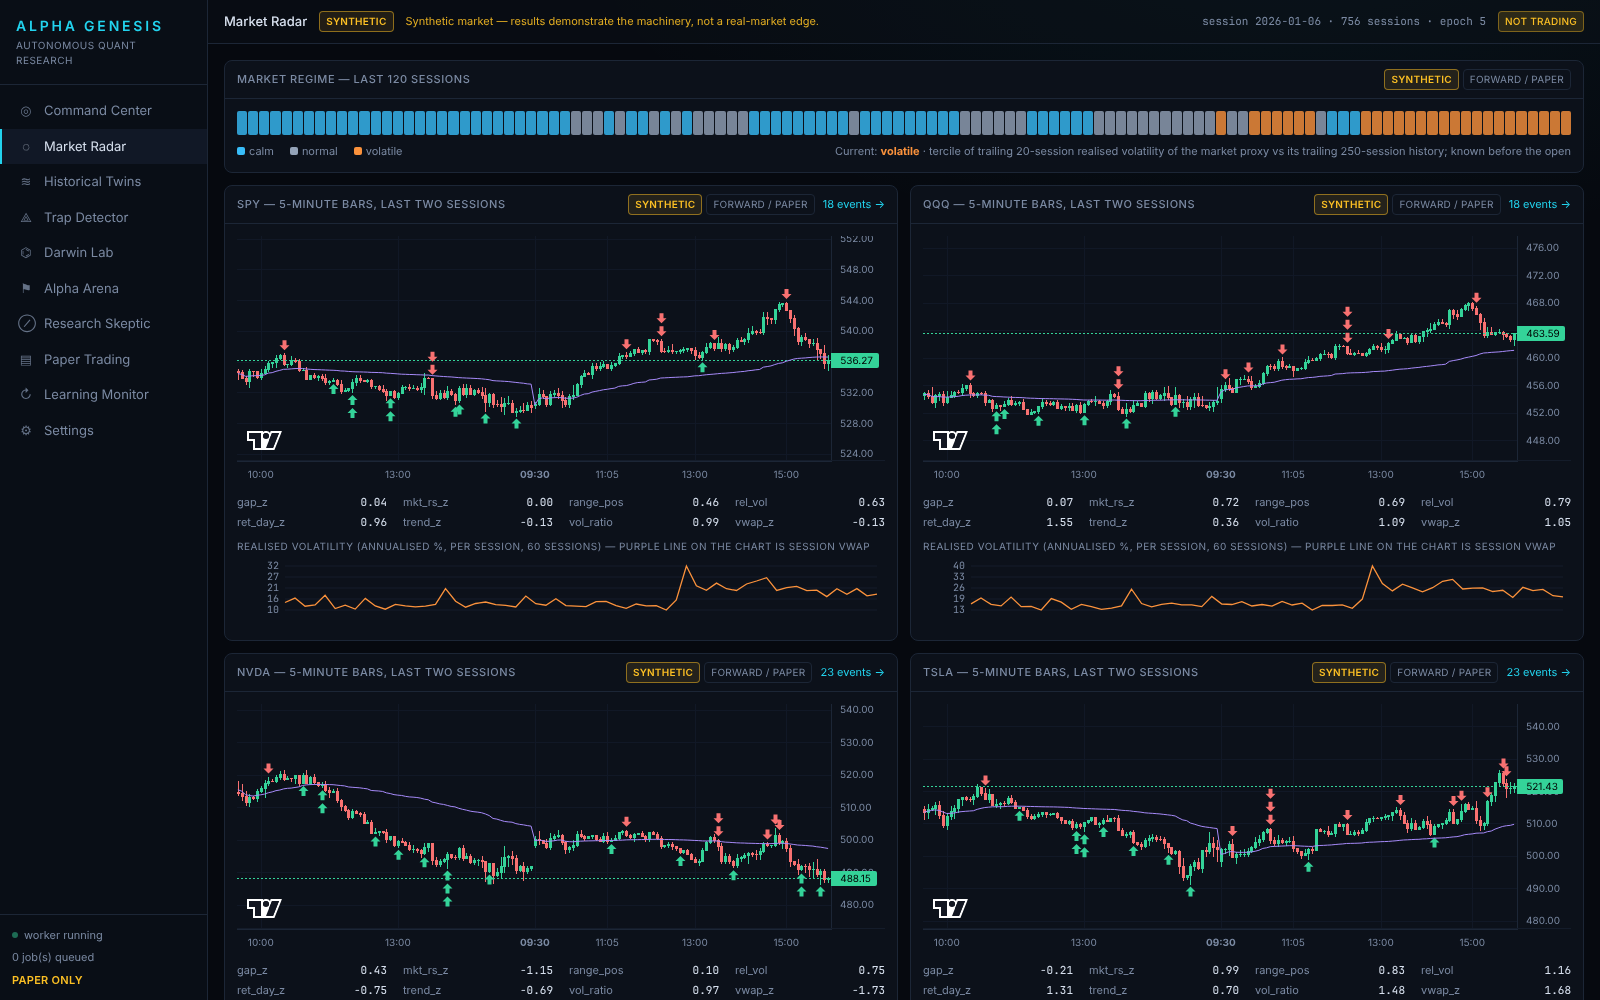 ALPHA GENESIS
AUTONOMOUS QUANT
RESEARCH
Command Center
Market Radar
Historical Twins
Trap Detector
Darwin Lab
Alpha Arena
Research Skeptic
Paper Trading
Learning Monitor
Settings
worker running
0 job(s) queued
PAPER ONLY
Market Radar SYNTHETIC Synthetic market — results demonstrate the machinery, not a real-market edge. session 2026-01-06 · 756 sessions · epoch 5 NOT TRADING
MARKET REGIME — LAST 120 SESSIONS SYNTHETIC FORWARD / PAPER
calm normal volatile Current: volatile · tercile of trailing 20-session realised volatility of the market proxy vs its trailing 250-session history; known before the open
SPY — 5-MINUTE BARS, LAST TWO SESSIONS SYNTHETIC FORWARD / PAPER 18 events →
552.00
548.00
544.00
540.00
536.27
532.00
528.00
524.00
10:00 13:00 09:30 11:05 13:00 15:00
gap_z 0.04 mkt_rs_z 0.00 range_pos 0.46 rel_vol 0.63
ret_day_z 0.96 trend_z -0.13 vol_ratio 0.99 vwap_z -0.13
REALISED VOLATILITY (ANNUALISED %, PER SESSION, 60 SESSIONS) — PURPLE LINE ON THE CHART IS SESSION VWAP
32
27
21
16
10
QQQ — 5-MINUTE BARS, LAST TWO SESSIONS SYNTHETIC FORWARD / PAPER 18 events →
476.00
472.00
468.00
463.59
460.00
456.00
452.00
448.00
10:00 13:00 09:30 11:05 13:00 15:00
gap_z 0.07 mkt_rs_z 0.72 range_pos 0.69 rel_vol 0.79
ret_day_z 1.55 trend_z 0.36 vol_ratio 1.09 vwap_z 1.05
REALISED VOLATILITY (ANNUALISED %, PER SESSION, 60 SESSIONS) — PURPLE LINE ON THE CHART IS SESSION VWAP
40
33
26
19
13
NVDA — 5-MINUTE BARS, LAST TWO SESSIONS SYNTHETIC FORWARD / PAPER 23 events →
540.00
530.00
520.00
510.00
500.00
488.15
480.00
10:00 13:00 09:30 11:05 13:00 15:00
gap_z 0.43 mkt_rs_z -1.15 range_pos 0.10 rel_vol 0.75
ret_day_z -0.75 trend_z -0.69 vol_ratio 0.97 vwap_z -1.73
TSLA — 5-MINUTE BARS, LAST TWO SESSIONS SYNTHETIC FORWARD / PAPER 23 events →
540.00
530.00
521.43
510.00
500.00
490.00
480.00
10:00 13:00 09:30 11:05 13:00 15:00
gap_z -0.21 mkt_rs_z 0.99 range_pos 0.83 rel_vol 1.16
ret_day_z 1.31 trend_z 0.70 vol_ratio 1.48 vwap_z 1.68